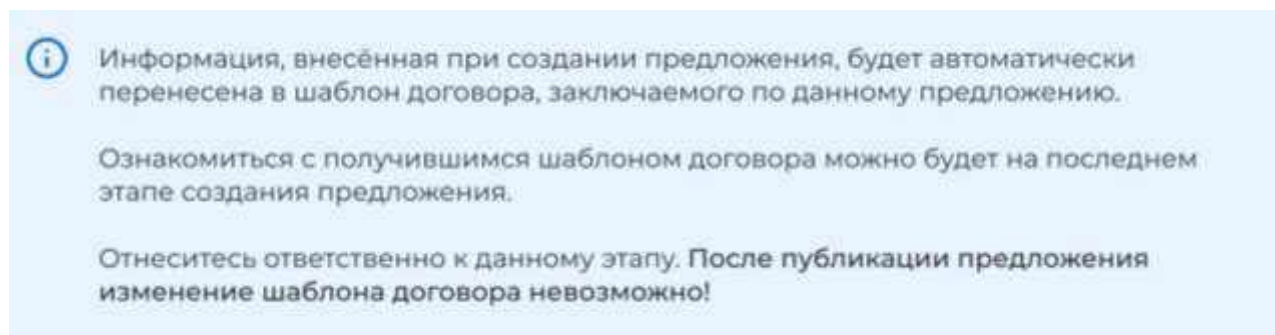 Информация, внесённая при создании предложения, будет автоматически
перенесена в шаблон договора, заключаемого по данному предложению.
Ознакомиться с получившимся шаблоном договора можно будет на последнем
этапе создания предложения.
Отнеситесь ответственно к данному этапу. После публикации предложения
изменение шаблона договора невозможно!